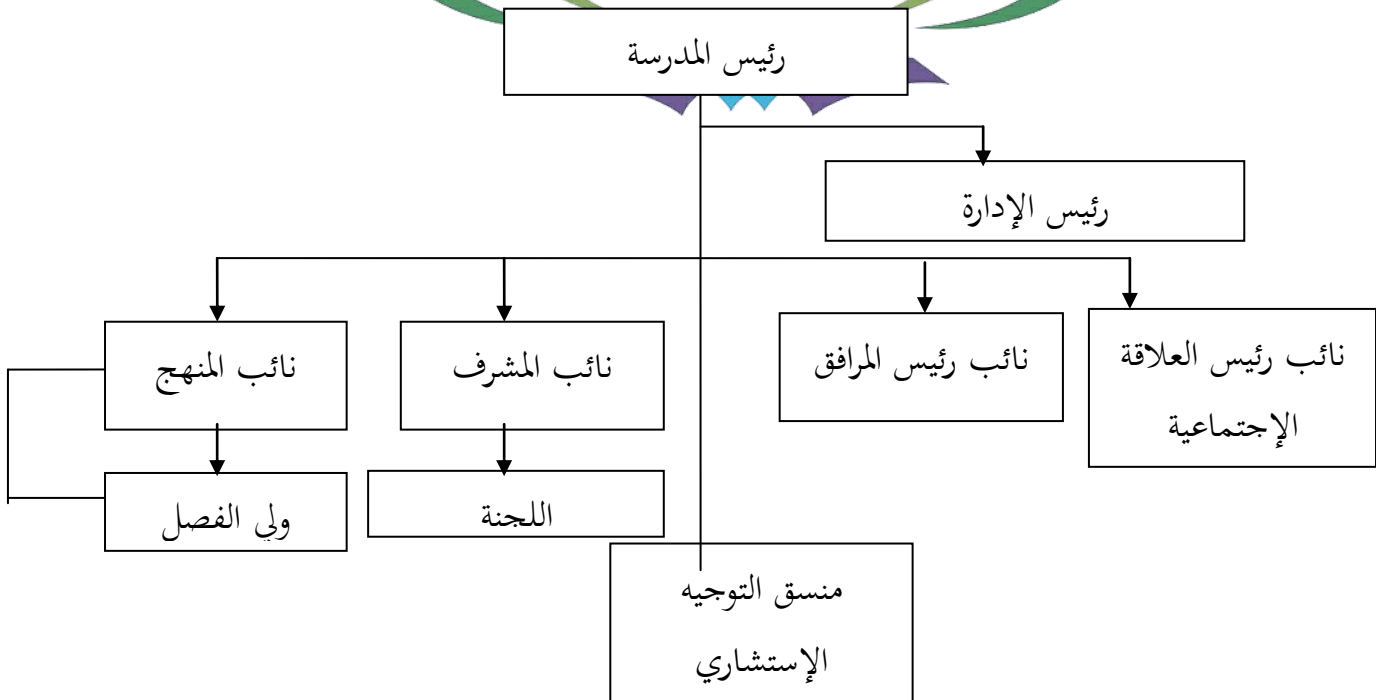 رئيس المدرسة
رئيس الإدارة
نائب رئيس العلاقة
الإجتماعية
نائب رئيس المرافق
نائب المشرف
نائب المنهج
اللجنة
ولي الفصل
منسق التوجيه
الإستشاري